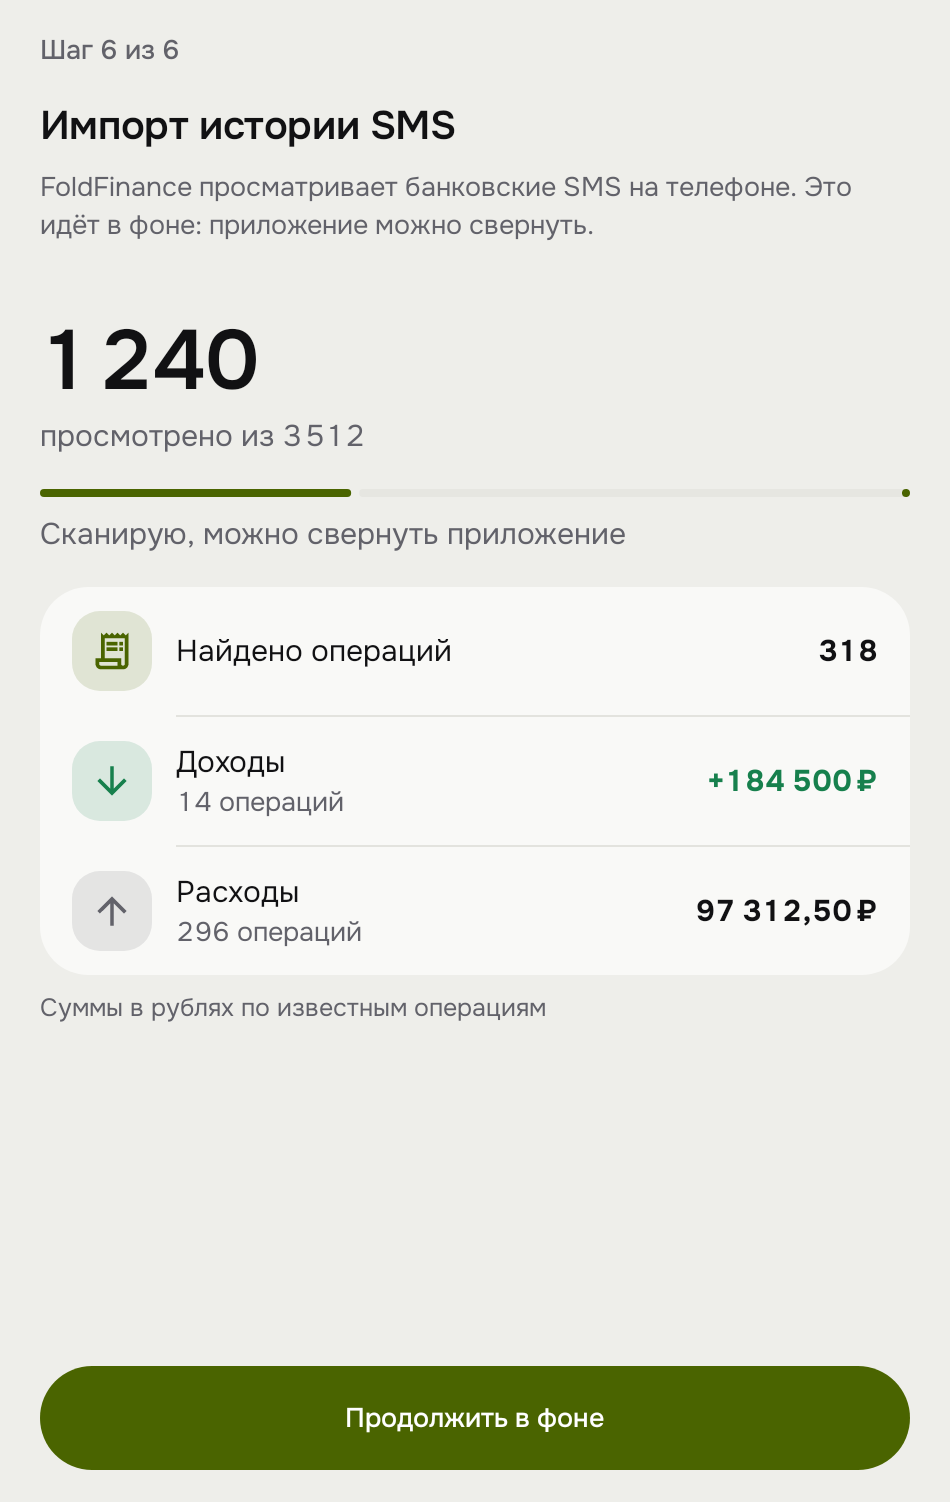 Шаг 6 из 6
Импорт истории SMS
FoldFinance просматривает банковские SMS на телефоне. Это
идёт в фоне: приложение можно свернуть.
1 240
просмотрено из 3 512
Сканирую, можно свернуть приложение
Найдено операций 318
Доходы
14 операций
+184 500 ₽
Расходы
296 операций
97 312,50 ₽
Суммы в рублях по известным операциям
Продолжить в фоне